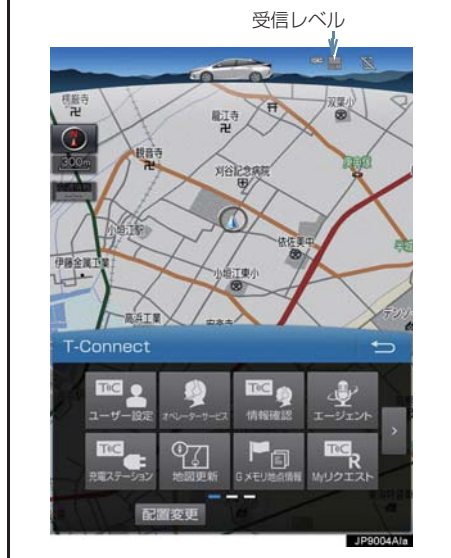 受信レベル
双葉小
龍江寺
観音寺
300m
刈谷記念病院
小垣江駅
依佐美中
伊藤金属工業
小垣江東小
高浜工業
T-Connect
T@C
ユーザー設定
オペレーターサービス
T@C
情報確認
エージェント
T@C
充電ステーション
地図更新
Gメモリ地点情報
T@C
R
Myリクエスト
配置変更
JP9004AIa